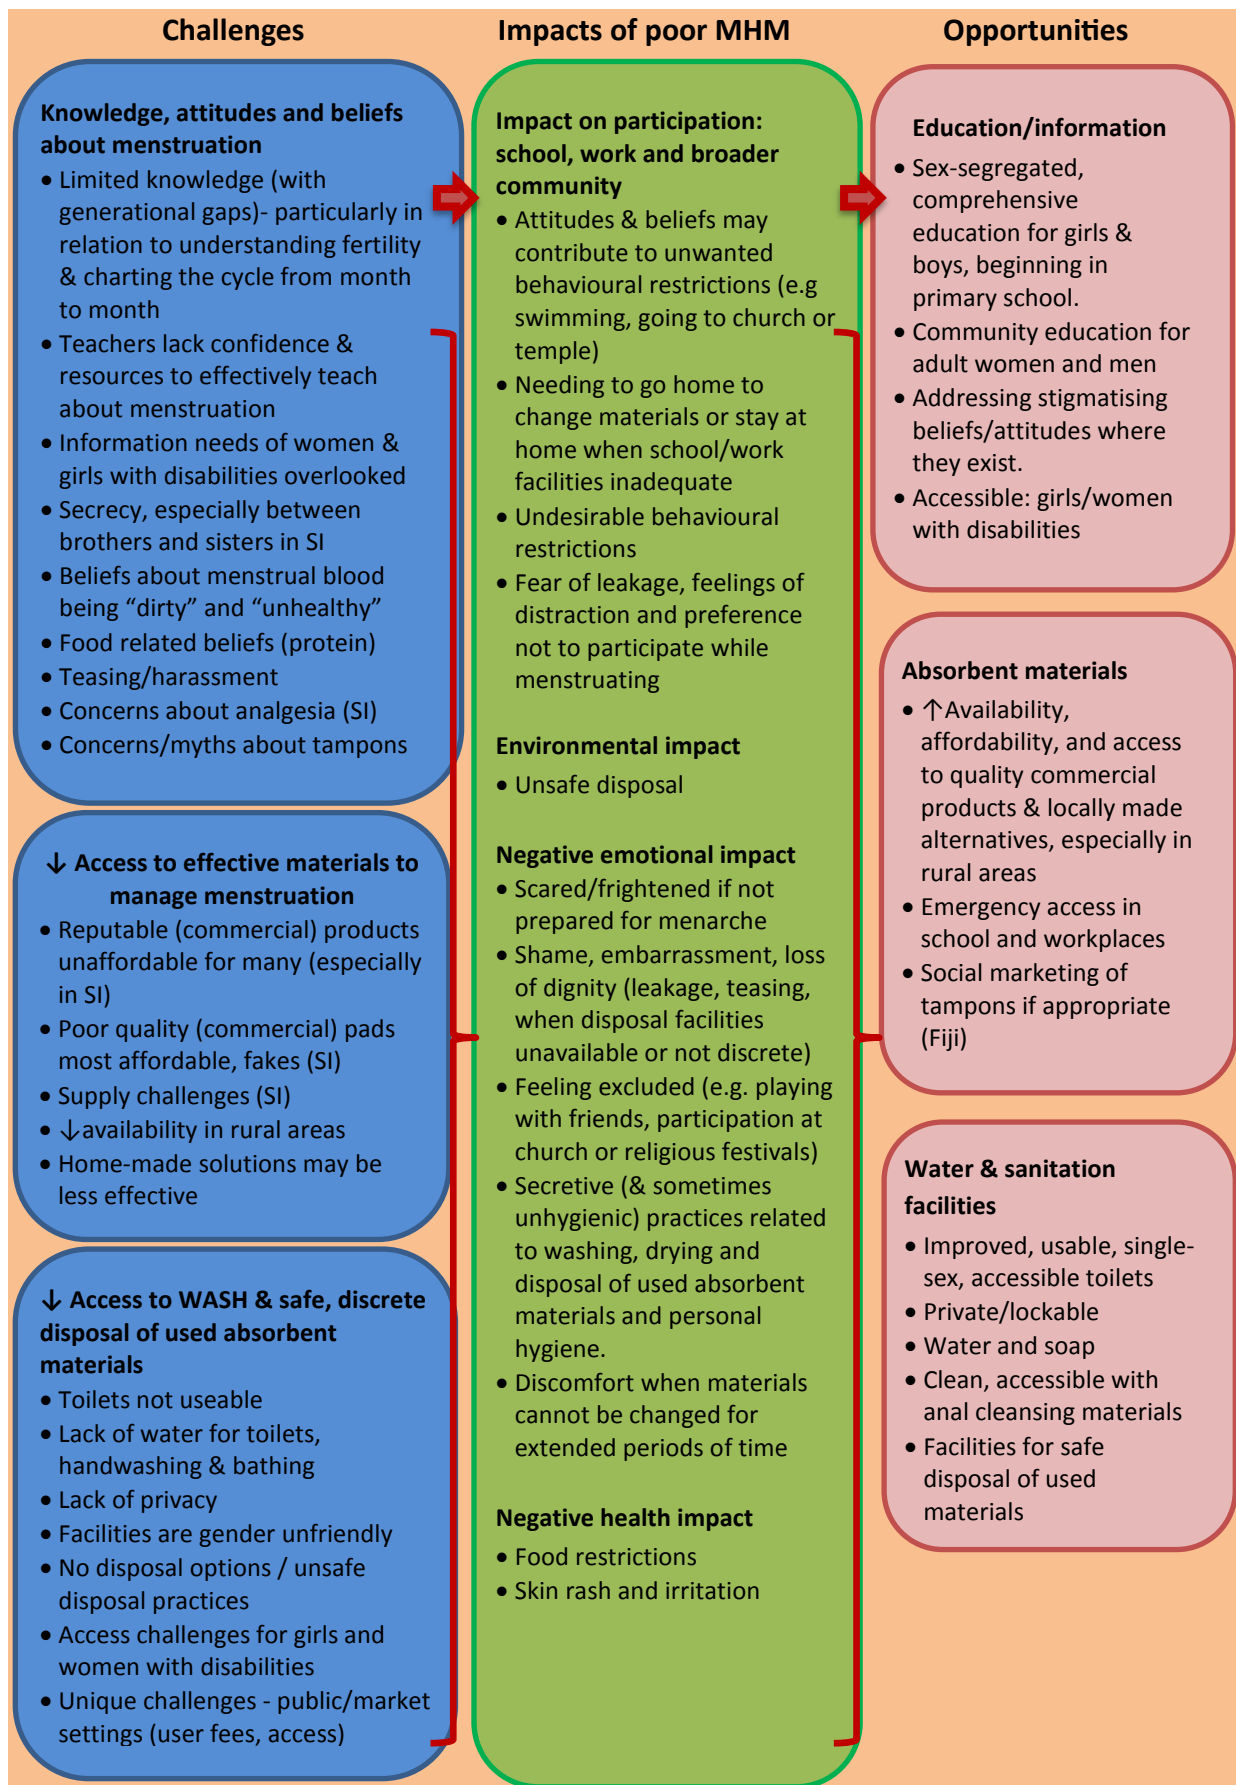 Challenges
Impacts of poor MHM
Opportunities
Knowledge, attitudes and beliefs
about menstruation
• Limited knowledge (with
generational gaps)- particularly in
relation to understanding fertility
& charting the cycle from month
to month
• Teachers lack confidence &
resources to effectively teach
about menstruation
• Information needs of women &
girls with disabilities overlooked
• Secrecy, especially between
brothers and sisters in SI
• Beliefs about menstrual blood
being “dirty” and “unhealthy”
• Food related beliefs (protein)
• Teasing/harassment
• Concerns about analgesia (SI)
• Concerns/myths about tampons
↓ Access to effective materials to
manage menstruation
• Reputable (commercial) products
unaffordable for many (especially
in SI)
• Poor quality (commercial) pads
most affordable, fakes (SI)
• Supply challenges (SI)
• ↓availability in rural areas
• Home-made solutions may be
less effective
↓ Access to WASH & safe, discrete
disposal of used absorbent
materials
• Toilets not useable
• Lack of water for toilets,
handwashing & bathing
• Lack of privacy
• Facilities are gender unfriendly
• No disposal options / unsafe
disposal practices
• Access challenges for girls and
women with disabilities
• Unique challenges - public/market
settings (user fees, access)
Impact on participation:
school, work and broader
community
• Attitudes & beliefs may
contribute to unwanted
behavioural restrictions (e.g
swimming, going to church or
temple)
• Needing to go home to
change materials or stay at
home when school/work
facilities inadequate
• Undesirable behavioural
restrictions
• Fear of leakage, feelings of
distraction and preference
not to participate while
menstruating
Environmental impact
• Unsafe disposal
Negative emotional impact
• Scared/frightened if not
prepared for menarche
• Shame, embarrassment, loss
of dignity (leakage, teasing,
when disposal facilities
unavailable or not discrete)
• Feeling excluded (e.g. playing
with friends, participation at
church or religious festivals)
• Secretive (& sometimes
unhygienic) practices related
to washing, drying and
disposal of used absorbent
materials and personal
hygiene.
• Discomfort when materials
cannot be changed for
extended periods of time
Negative health impact
• Food restrictions
• Skin rash and irritation
Education/information
• Sex-segregated,
comprehensive
education for girls &
boys, beginning in
primary school.
• Community education for
adult women and men
• Addressing stigmatising
beliefs/attitudes where
they exist.
• Accessible: girls/women
with disabilities
Absorbent materials
• ↑Availability,
affordability, and access
to quality commercial
products & locally made
alternatives, especially in
rural areas
• Emergency access in
school and workplaces
• Social marketing of
tampons if appropriate
(Fiji)
Water & sanitation
facilities
• Improved, usable, single-
sex, accessible toilets
• Private/lockable
• Water and soap
• Clean, accessible with
anal cleansing materials
• Facilities for safe
disposal of used
materials